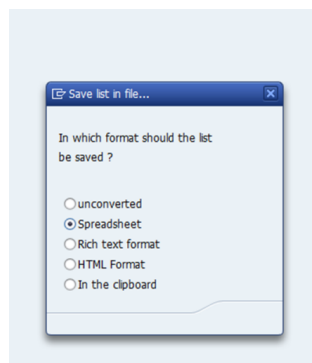 Save list in file...
In which format should the list
be saved ?
unconverted
Spreadsheet
Rich text format
HTML Format
In the clipboard